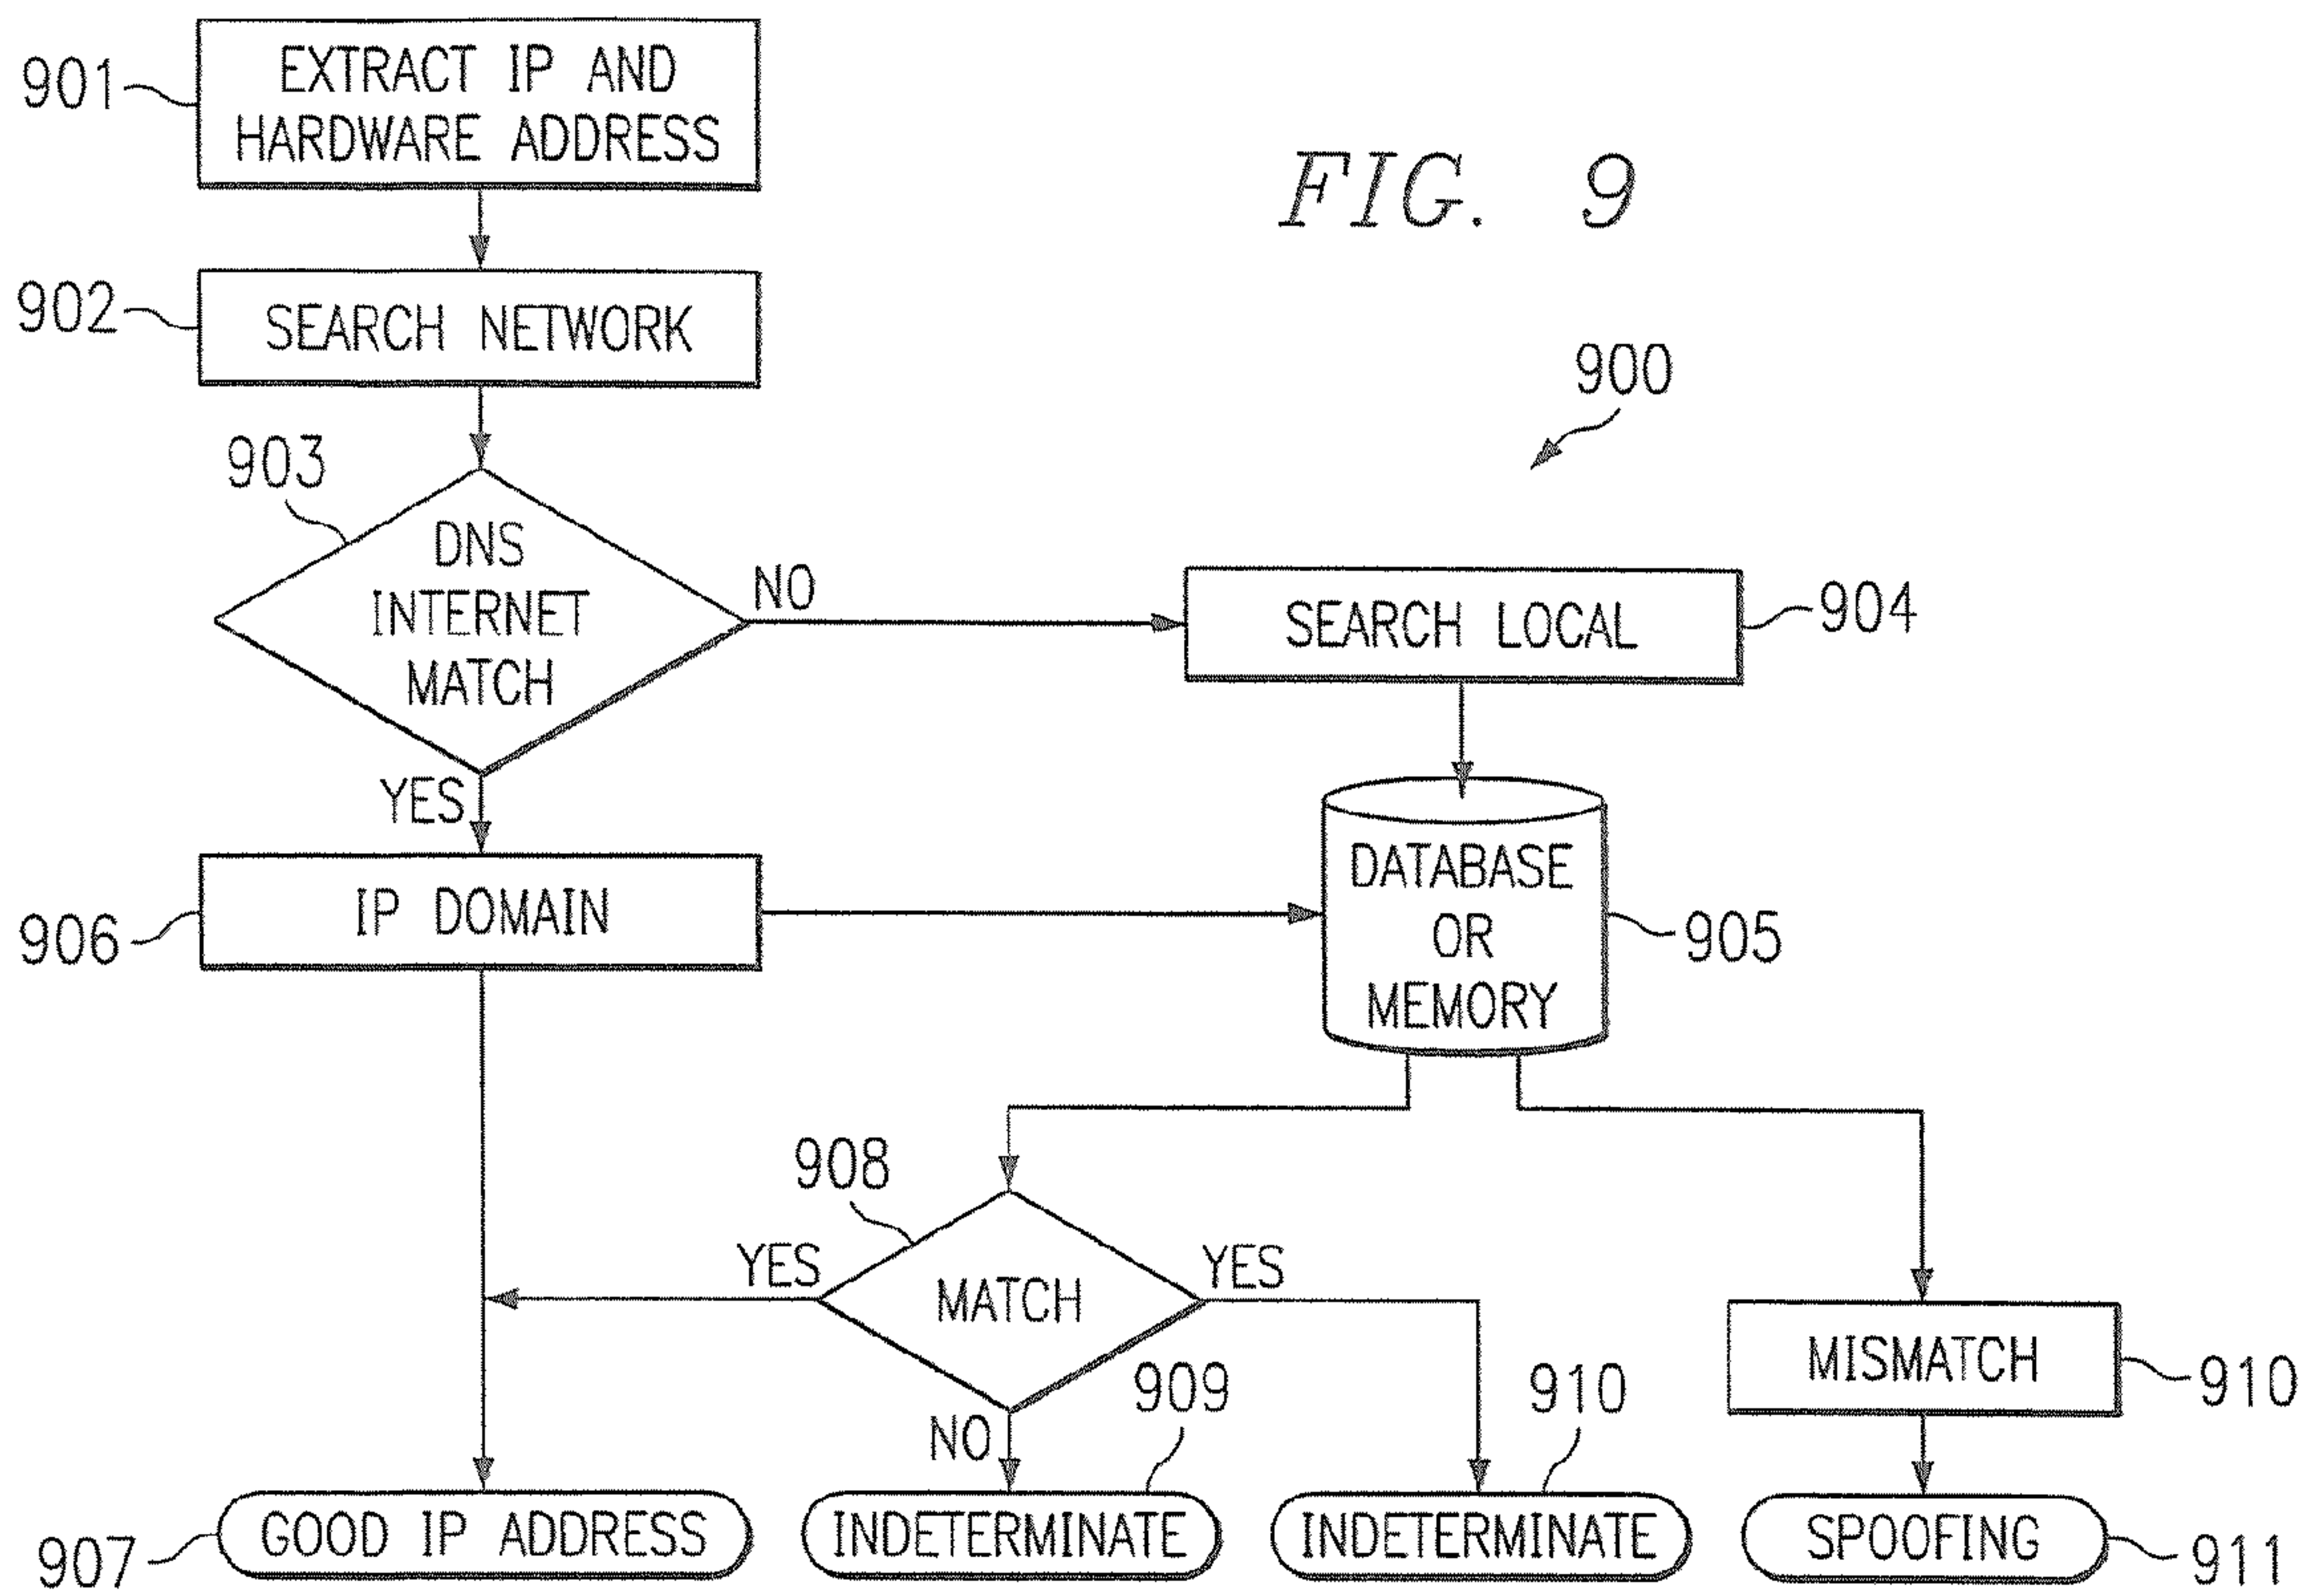 901
EXTRACT IP AND
HARDWARE ADDRESS
FIG. 9
902
SEARCH NETWORK
900
903
DNS
INTERNET
MATCH
NO
SEARCH LOCAL
904
YES
906
IP DOMAIN
DATABASE
OR
MEMORY
905
908
YES
MATCH
YES
NO
909
910
MISMATCH
910
907
GOOD IP ADDRESS
INDETERMINATE
INDETERMINATE
SPOOFING
911